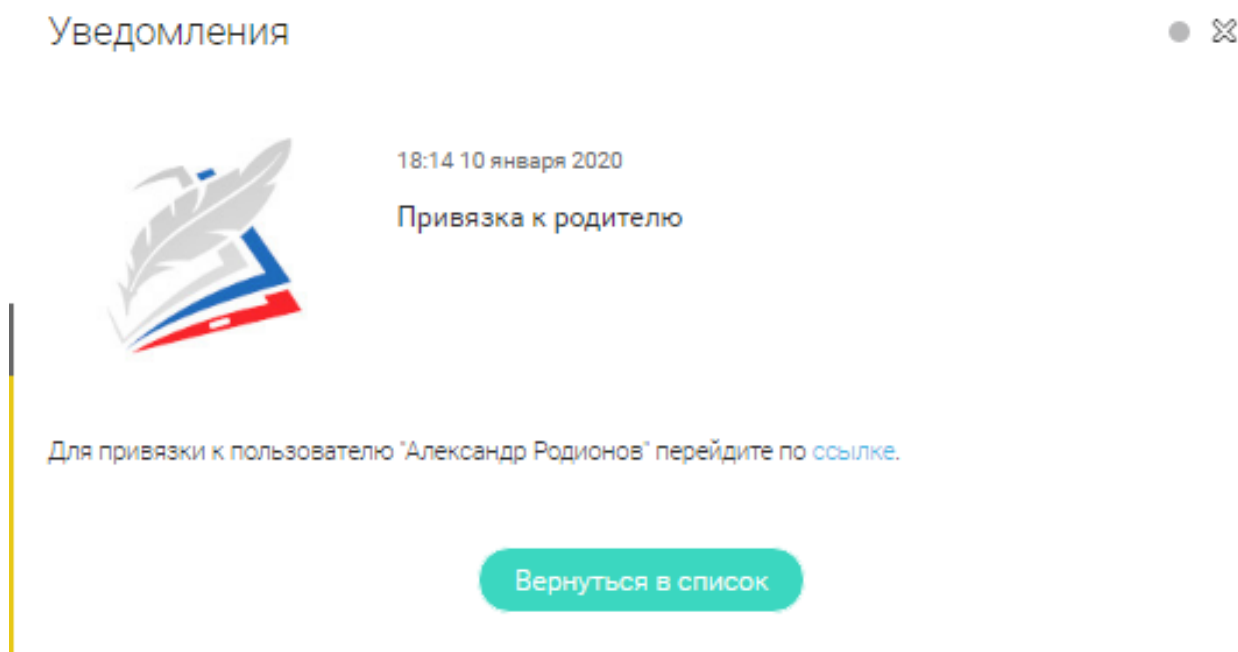 Уведомления
18:14 10 января 2020
Привязка к родителю
Для привязки к пользователю "Александр Родионов" перейдите по ссылке.
Вернуться в список